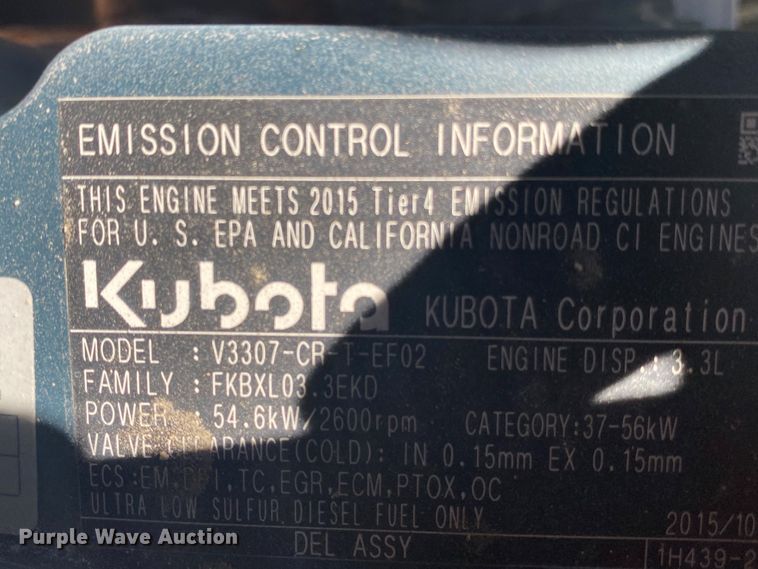 EMISSION CONTROL INFORMATION
THIS ENGINE MEETS 2015 Tier4 EMISSION REGULATIONS
FOR U. S. EPA AND CALIFORNIA NONROAD CI ENGINES
Kubota KUBOTA Corporation
MODEL : V3307-CR-T-EF02 ENGINE DISP.: 3.3L
FAMILY : FKBXL03.3EKD
POWER : 54.6kW/2600rpm CATEGORY:37-56kW
VALVE CLEARANCE(COLD): IN 0.15mm EX 0.15mm
ECS:EM,DFI,TC,EGR,ECM,PTOX,OC
ULTRA LOW SULFUR DIESEL FUEL ONLY 2015/10
DEL ASSY 1H439-2
Purple Wave Auction